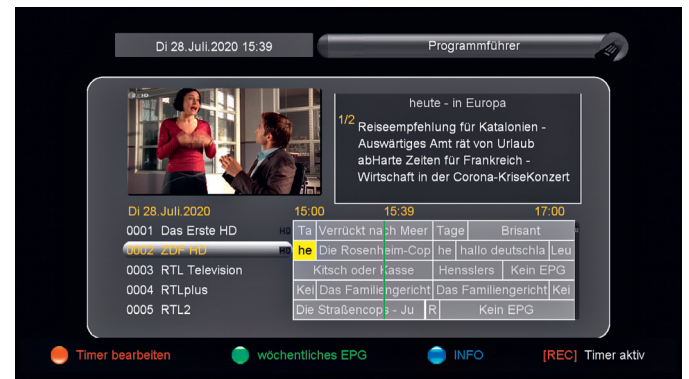 Di 28.Juli.2020 15:39
Programmführer
HD
heute - in Europa
1/2
Reiseempfehlung für Katalonien -
Auswärtiges Amt rät von Urlaub
abHarte Zeiten für Frankreich -
Wirtschaft in der Corona-KriseKonzert
Di 28.Juli.2020 15:00 15:39 17:00
0001 Das Erste HD HD Ta Verrückt nach Meer Tage Brisant
0002 ZDF HD HD he Die Rosenheim-Cop he hallo deutschla Leu
0003 RTL Television Kitsch oder Kasse Hensslers Kein EPG
0004 RTLplus Kei Das Familiengericht Das Familiengericht Kei
0005 RTL2 Die Straßencops - Ju R Kein EPG
Timer bearbeiten wöchentliches EPG INFO [REC] Timer aktiv